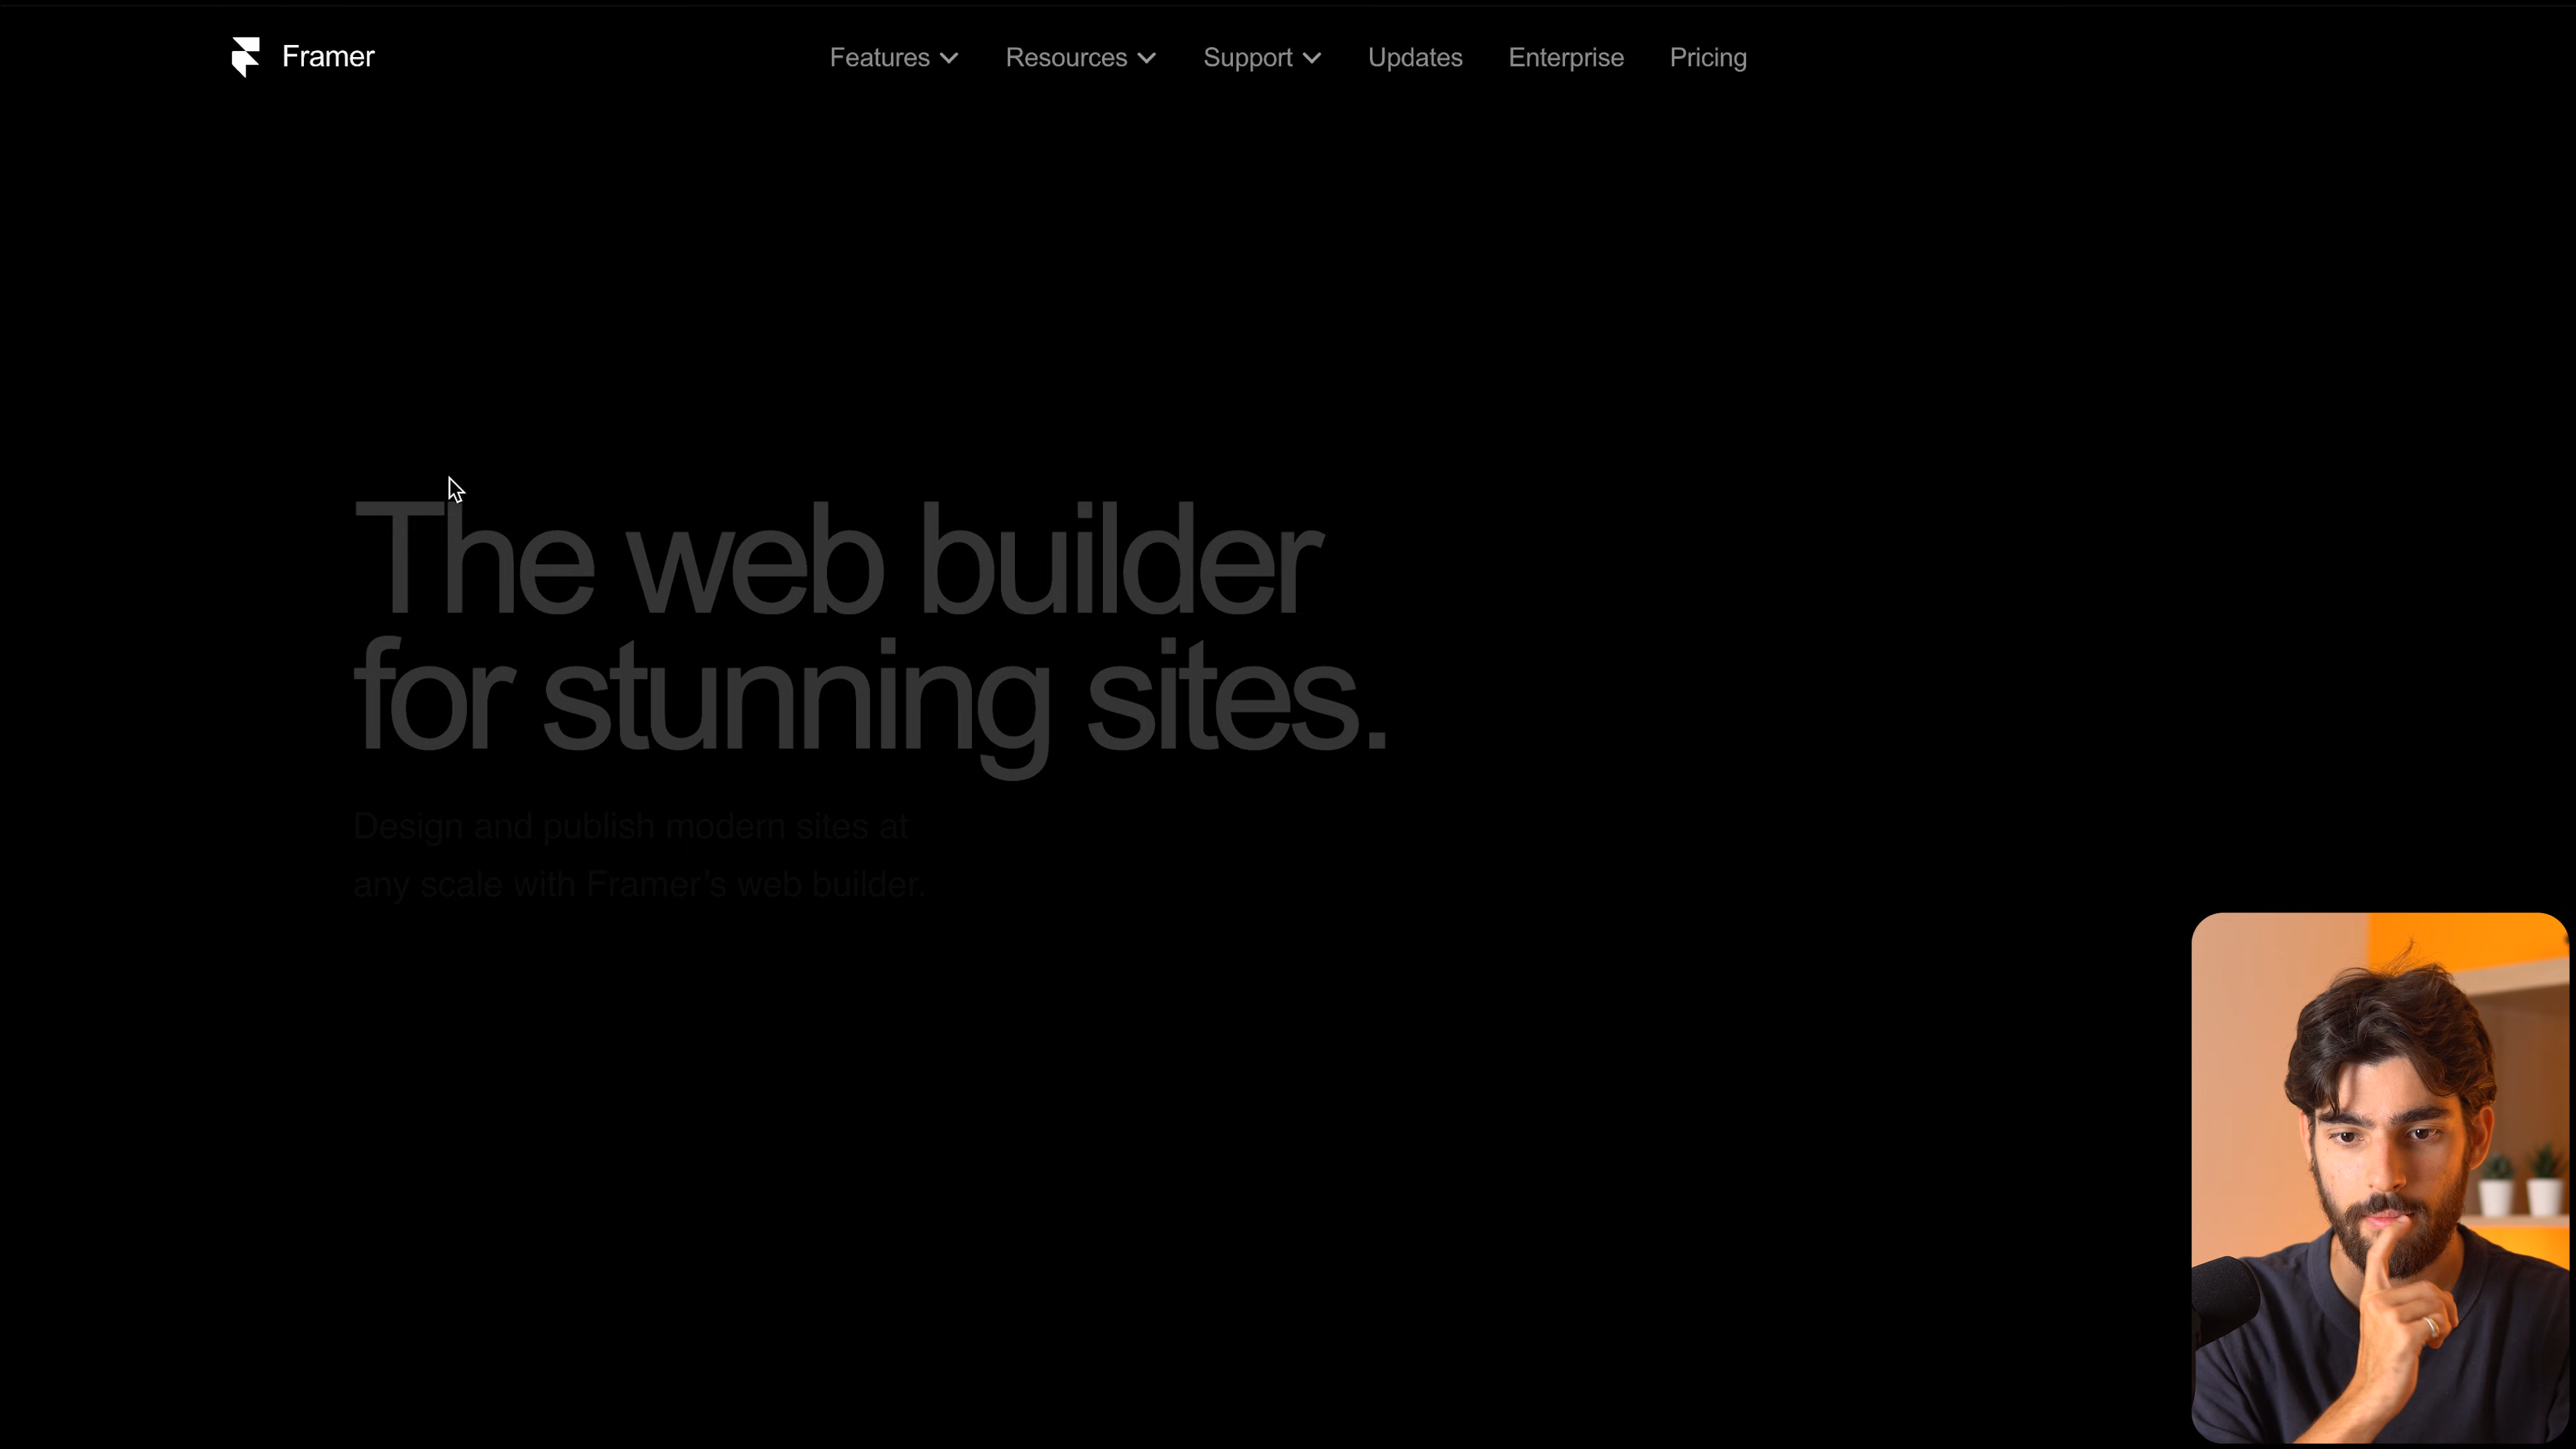 Framer
Features
Resources
Support
Updates
Enterprise
Pricing
The web builder
for stunning sites.
Design and publish modern sites at
any scale with Framer’s web builder.